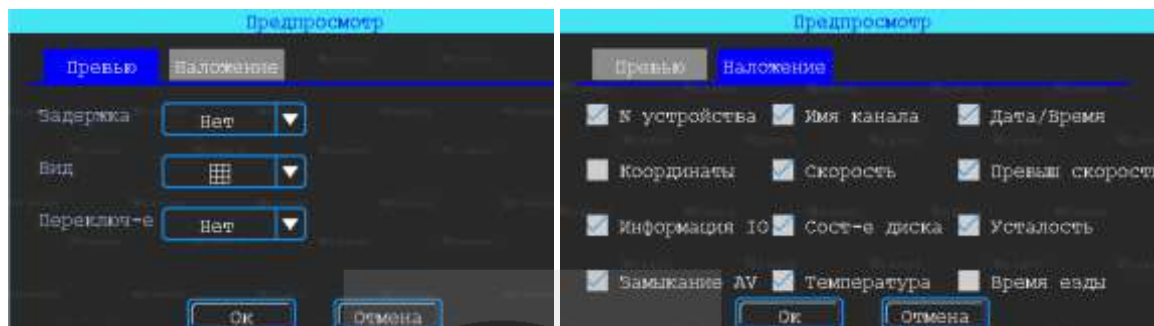 Предпросмотр
Превью Наложение
Задержка Нет
Вид
Переключ-е Нет
Ок Отмена
Предпросмотр
Превью Наложение
N устройства Имя канала Дата/Время
Координаты Скорость Превыш скорост
Информация IO Сост-е диска Усталость
Замыкание AV Температура Время езды
Ок Отмена